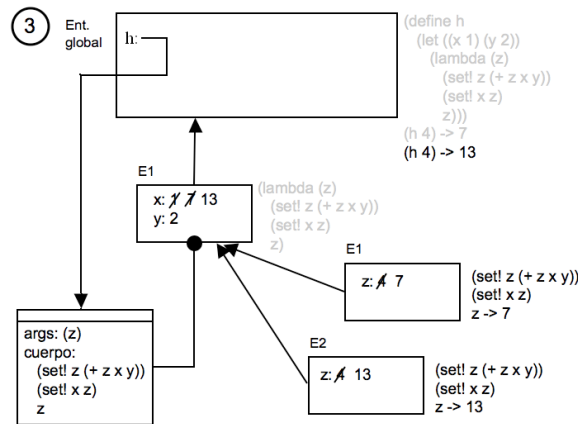 3
Ent.
global
h:
(define h
(let ((x 1) (y 2))
(lambda (z)
(set! z (+ z x y))
(set! x z)
z)))
(h 4) -> 7
(h 4) -> 13
E1
x: 1 7 13
y: 2
(lambda (z)
(set! z (+ z x y))
(set! x z)
z)
E1
z: 4 7
(set! z (+ z x y))
(set! x z)
z -> 7
args: (z)
cuerpo:
(set! z (+ z x y))
(set! x z)
z
E2
z: 4 13
(set! z (+ z x y))
(set! x z)
z -> 13